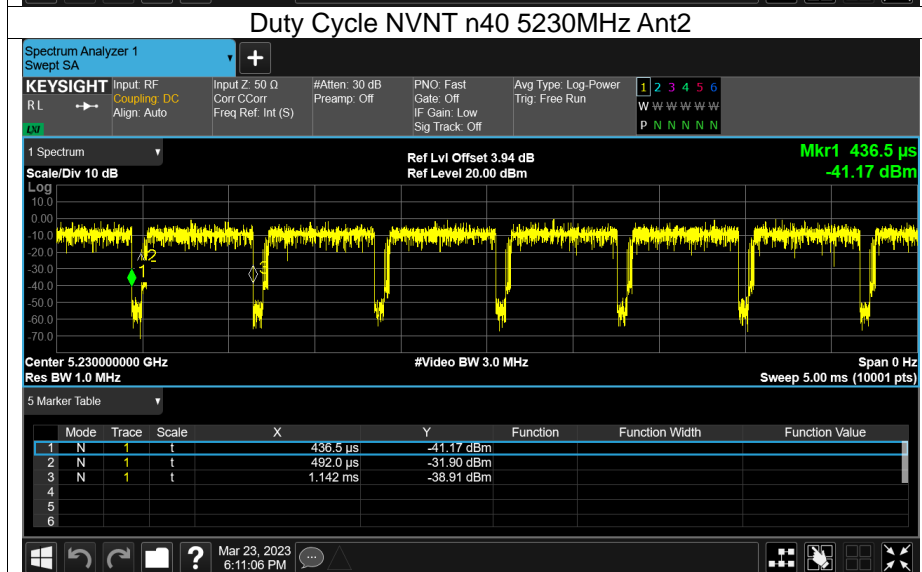 Duty Cycle NVNT n40 5230MHz Ant2
Spectrum Analyzer 1
Swept SA
+
KEYSIGHT Input: RF Input Z: 50 Ω #Atten: 30 dB PNO: Fast Avg Type: Log-Power 1 2 3 4 5 6
RL Coupling: DC Corr CCorr Preamp: Off Gate: Off Trig: Free Run W W W W W W
Align: Auto Freq Ref: Int (S) IF Gain: Low
LXI Sig Track: Off P N N N N N
1 Spectrum Ref Lvl Offset 3.94 dB Mkr1 436.5 µs
Scale/Div 10 dB Ref Level 20.00 dBm -41.17 dBm
Log
10.0
0.00
-10.0
-20.0
-30.0
-40.0
-50.0
-60.0
-70.0
2
1
3
Center 5.230000000 GHz #Video BW 3.0 MHz Span 0 Hz
Res BW 1.0 MHz Sweep 5.00 ms (10001 pts)
5 Marker Table
Mode Trace Scale X Y Function Function Width Function Value
1 N 1 t 436.5 µs -41.17 dBm
2 N 1 t 492.0 µs -31.90 dBm
3 N 1 t 1.142 ms -38.91 dBm
4
5
6
? Mar 23, 2023
6:11:06 PM